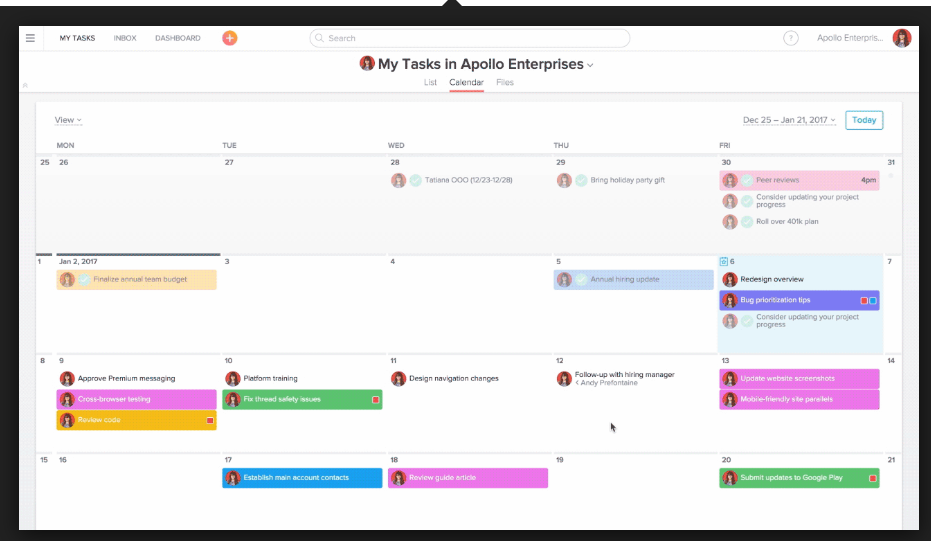 MY TASKS INBOX DASHBOARD + Search ? Apollo Enterpris...
My Tasks in Apollo Enterprises
List Calendar Files
View Dec 25 – Jan 21, 2017 Today
MON TUE WED THU FRI
25 26 27 28 29 30 31
Tatiana OOO (12/23-12/28) Bring holiday party gift Peer reviews 4pm
Consider updating your project
progress
Roll over 401k plan
1 Jan 2, 2017 3 4 5 6 7
Finalize annual team budget Annual hiring update Redesign overview
Bug prioritization tips
Consider updating your project
progress
8 9 10 11 12 13 14
Approve Premium messaging Platform training Design navigation changes Follow-up with hiring manager Update website screenshots
< Andy Prefontaine
Cross-browser testing Fix thread safety issues Mobile-friendly site parallels
Review code
15 16 17 18 19 20 21
Establish main account contacts Review guide article Submit updates to Google Play